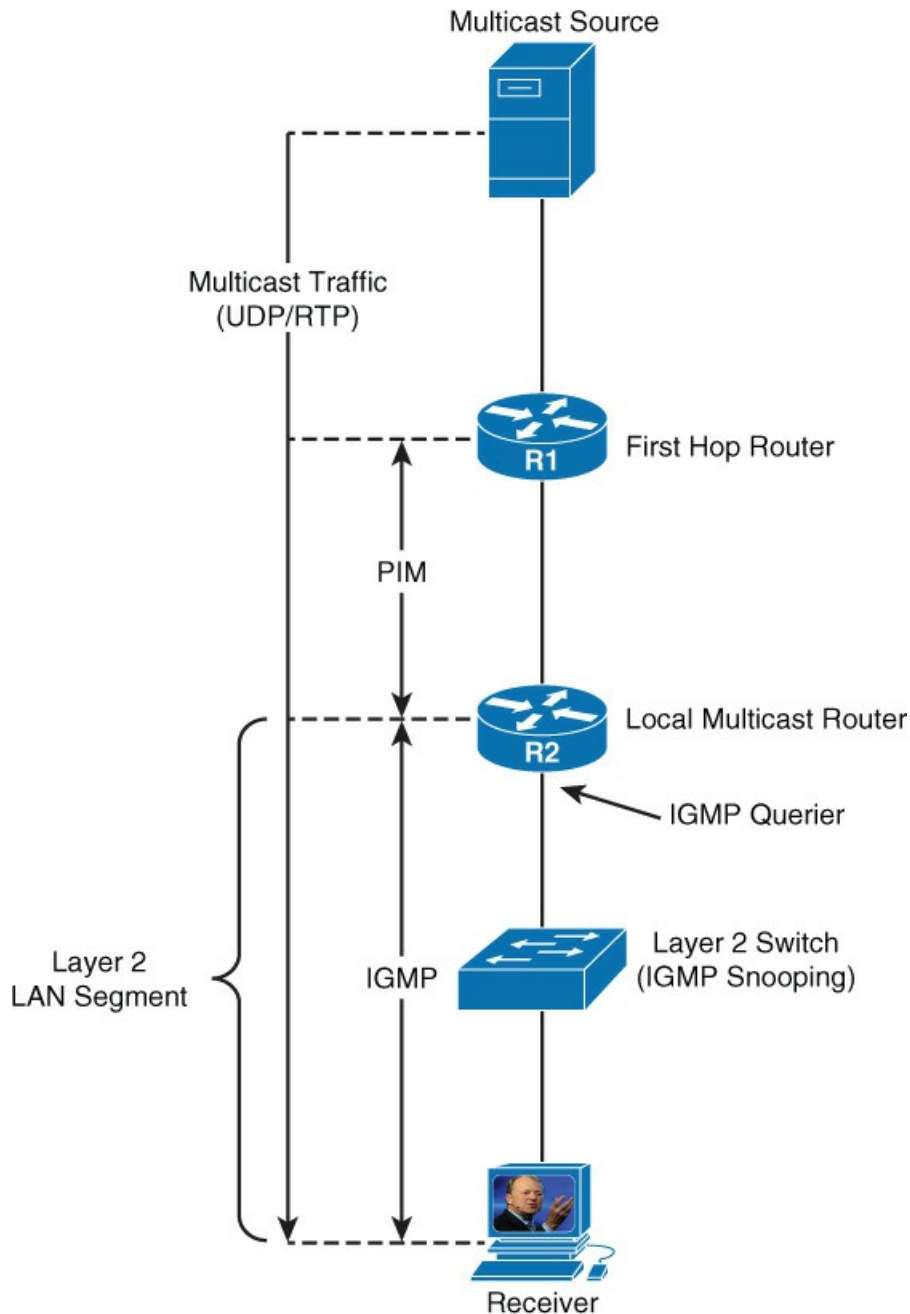 Multicast Source
Multicast Traffic
(UDP/RTP)
R1
First Hop Router
PIM
R2
Local Multicast Router
IGMP Querier
Layer 2
LAN Segment
IGMP
Layer 2 Switch
(IGMP Snooping)
Receiver